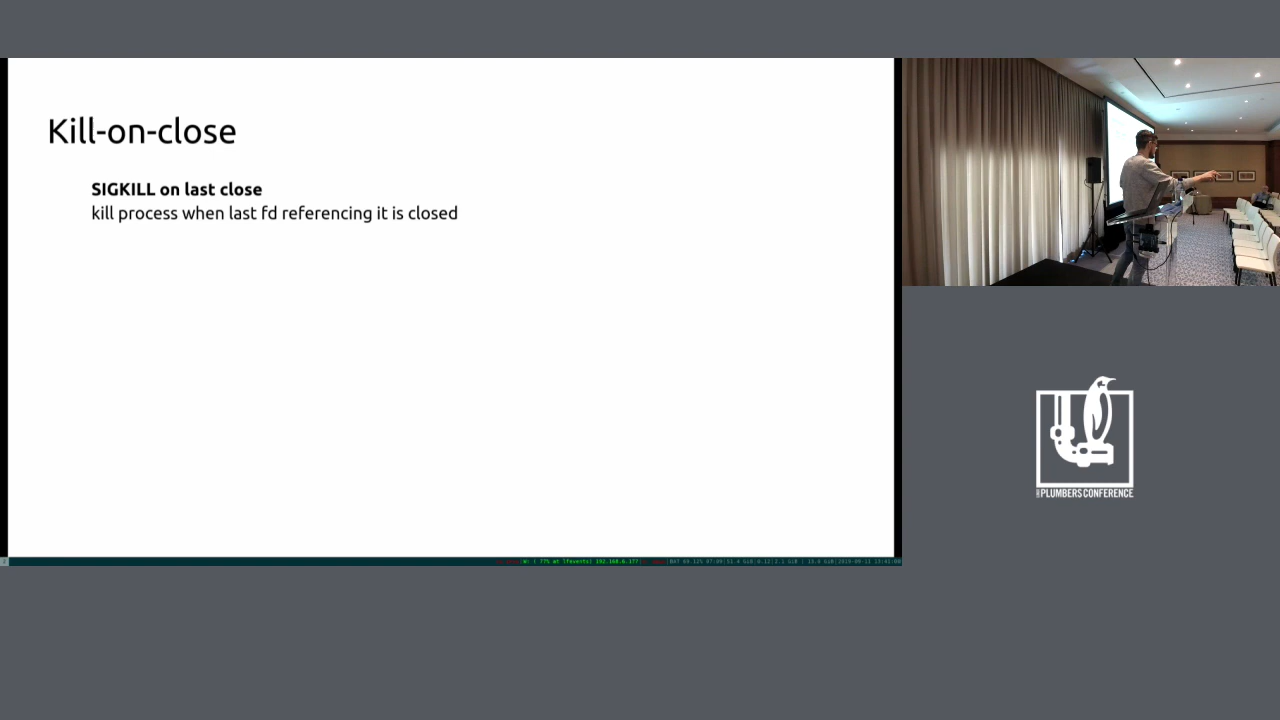 Kill-on-close
SIGKILL on last close
kill process when last fd referencing it is closed
PLUMBERS CONFERENCE